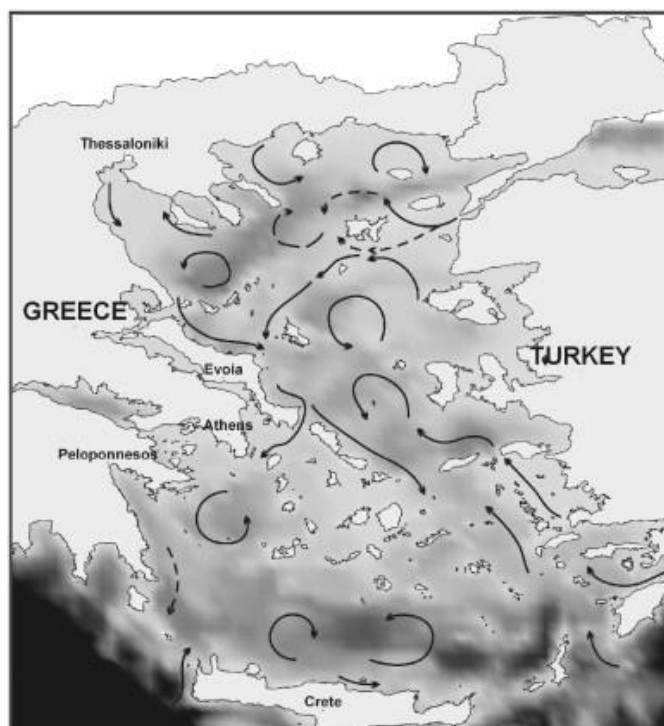 Thessaloniki
GREECE
TURKEY
Evoia
Athens
Peloponnesos
Crete